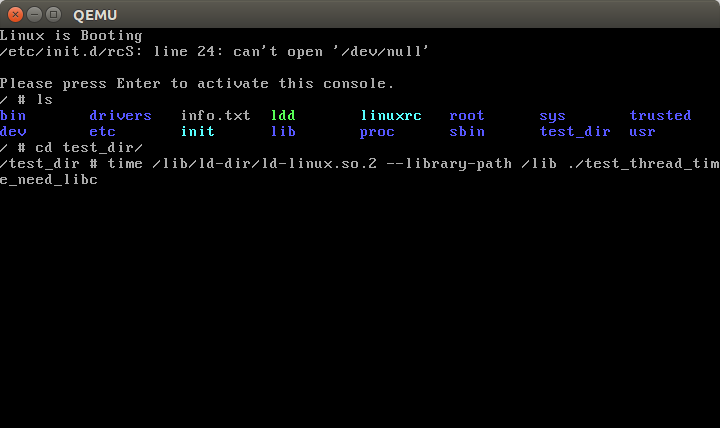 QEMU
Linux is Booting
/etc/init.d/rcS: line 24: can't open '/dev/null'
Please press Enter to activate this console.
/ # ls
bin drivers info.txt ldd linuxrc root sys trusted
dev etc init lib proc sbin test_dir usr
/ # cd test_dir/
/test_dir # time /lib/ld-dir/ld-linux.so.2 --library-path /lib ./test_thread_tim
e_need_libc